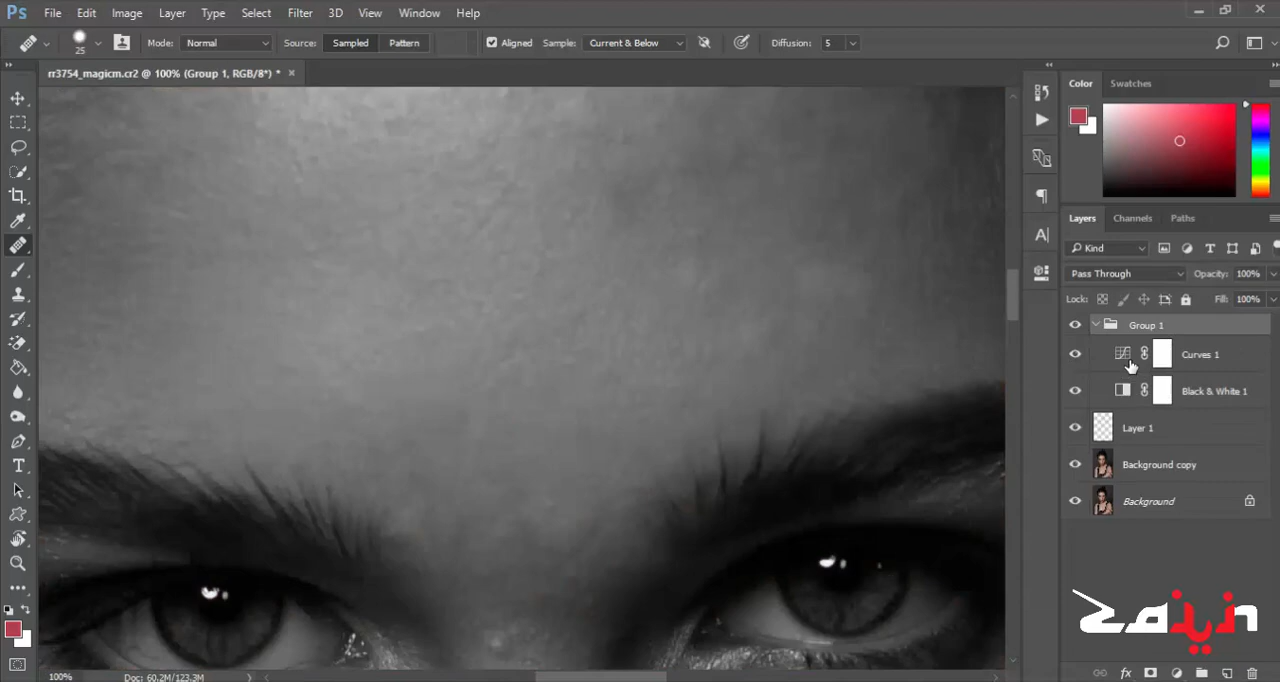 Ps File Edit Image Layer Type Select Filter 3D View Window Help
25 Mode: Normal Source: Sampled Pattern Aligned Sample: Current & Below Diffusion: 5
rr3754_magicm.cr2 @ 100% (Group 1, RGB/8*) * ×
Color Swatches
Layers Channels Paths
Kind
Pass Through Opacity: 100%
Lock: Fill: 100%
Group 1
Curves 1
Black & White 1
Layer 1
Background copy
Background
zaiyn
100% Doc: 60.2M/123.3M